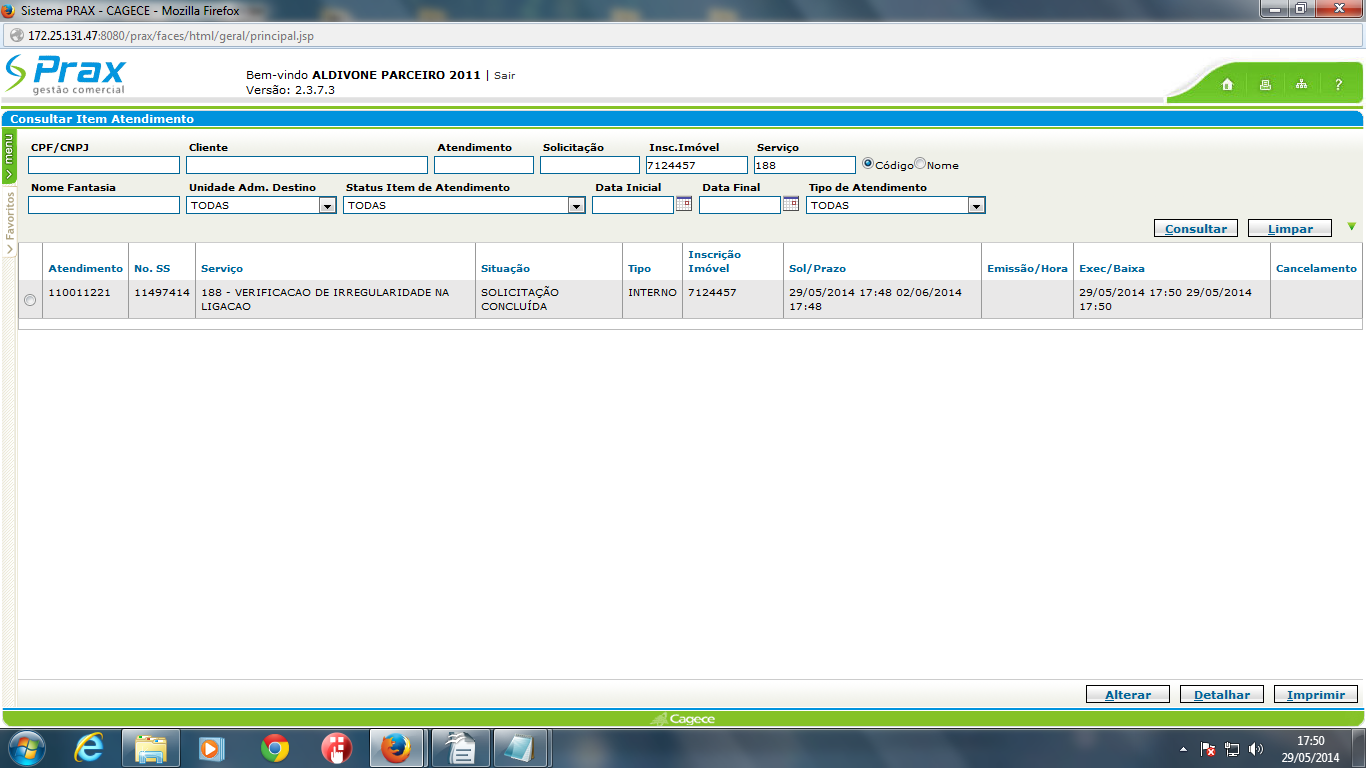 Sistema PRAX - CAGECE - Mozilla Firefox
172.25.131.47:8080/prax/faces/html/geral/principal.jsp
Prax
gestão comercial
Bem-vindo ALDIVONE PARCEIRO 2011 | Sair
Versão: 2.3.7.3
?
Consultar Item Atendimento
menu
Favoritos
CPF/CNPJ Cliente Atendimento Solicitação Insc.Imóvel Serviço
7124457 188 Código Nome
Nome Fantasia Unidade Adm. Destino Status Item de Atendimento Data Inicial Data Final Tipo de Atendimento
TODAS TODAS TODAS
Consultar Limpar
Atendimento No. SS Serviço Situação Tipo Inscrição Imóvel Sol/Prazo Emissão/Hora Exec/Baixa Cancelamento
110011221 11497414 188 - VERIFICACAO DE IRREGULARIDADE NA SOLICITAÇÃO INTERNO 7124457 29/05/2014 17:48 02/06/2014 29/05/2014 17:50 29/05/2014
LIGACAO CONCLUÍDA 17:48 17:50
Alterar Detalhar Imprimir
Cagece
17:50
29/05/2014